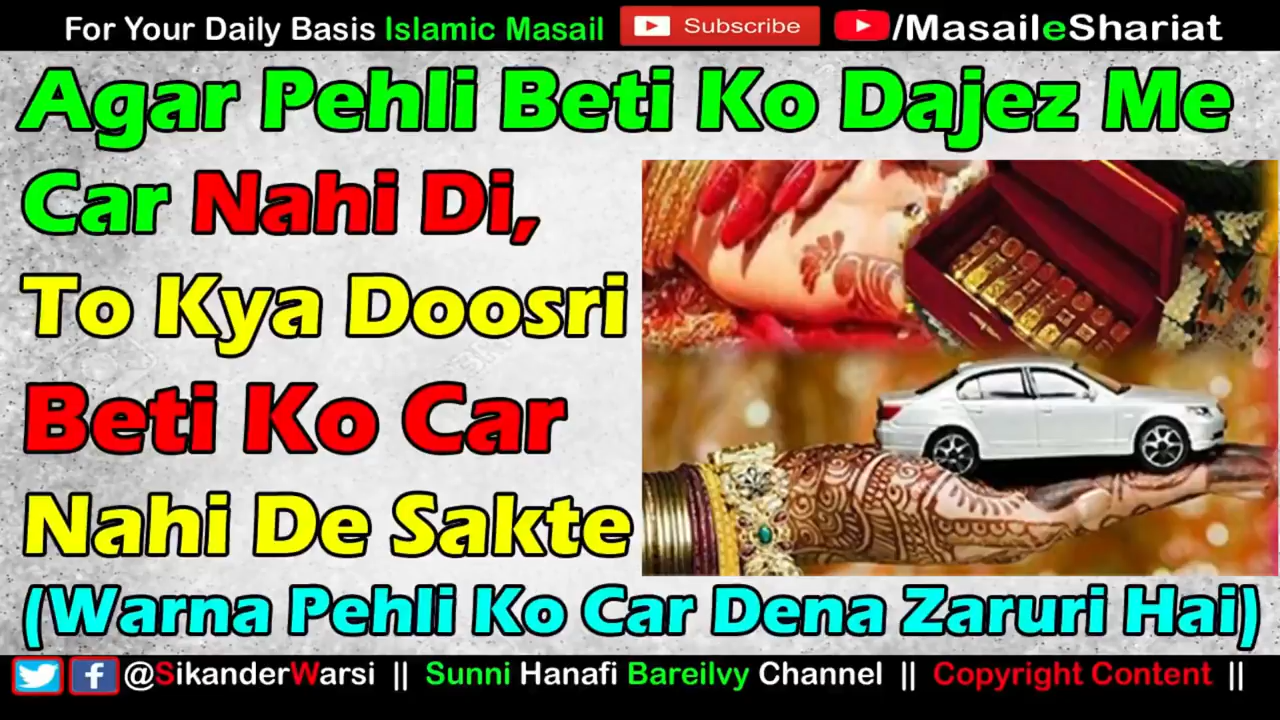 For Your Daily Basis Islamic Masail Subscribe /MasaileShariat
Agar Pehli Beti Ko Dajez Me
Car Nahi Di,
To Kya Doosri
Beti Ko Car
Nahi De Sakte
(Warna Pehli Ko Car Dena Zaruri Hai)
@SikanderWarsi || Sunni Hanafi Bareilvy Channel || Copyright Content ||